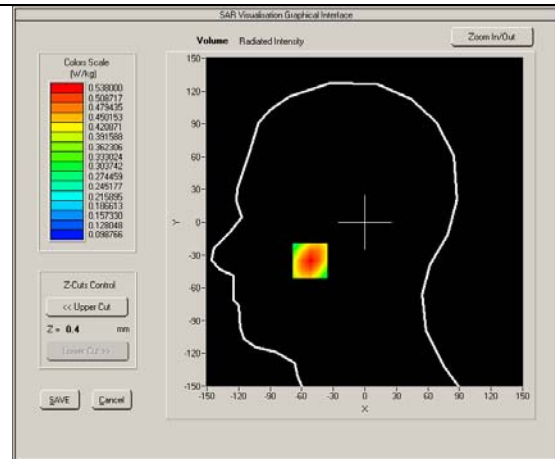 SAR Visualisation Graphical Interface
Volume Radiated Intensity
Zoom In/Out
Colors Scale
(W/kg)
0.538000
0.508717
0.479435
0.450153
0.420871
0.391588
0.362306
0.333024
0.303742
0.274459
0.245177
0.215895
0.186613
0.157330
0.128048
0.098766
Z-Cuts Control
<< Upper Cut
Z = 0.4 mm
Lower Cut >>
SAVE Cancel
Y
150-
120-
90-
60-
30-
0-
-30-
-60-
-90-
-120-
-150-
-150 -120 -90 -60 -30 0 30 60 90 120 150
X